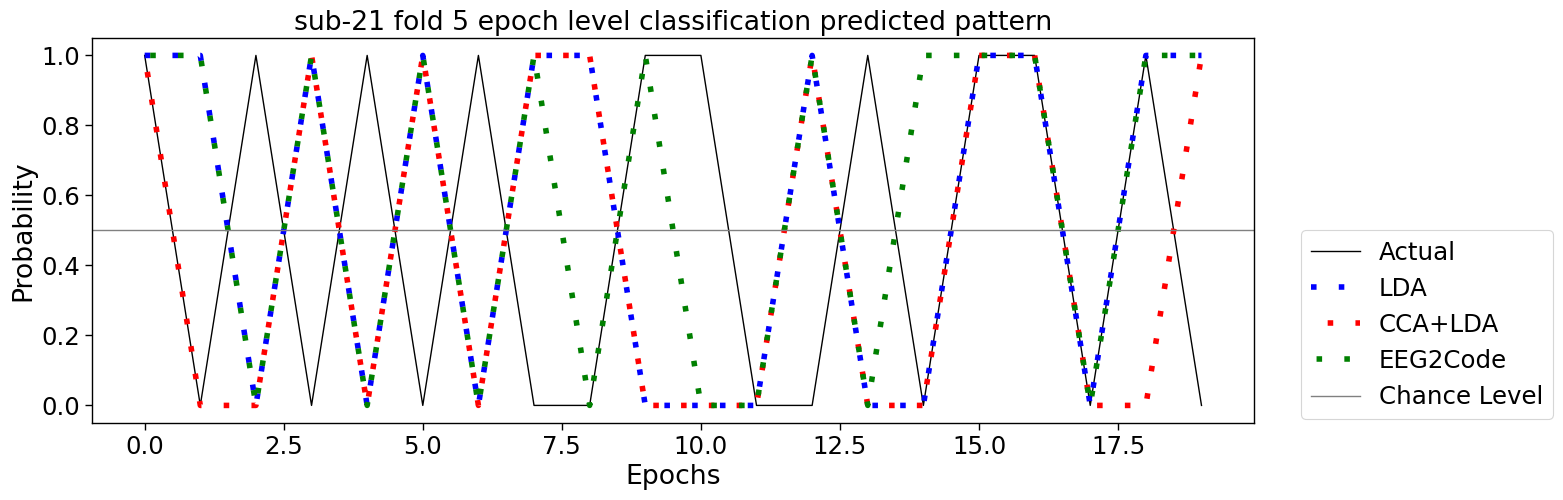 sub-21 fold 5 epoch level classification predicted pattern
Probability
1.0
0.8
0.6
0.4
0.2
0.0
0.0 2.5 5.0 7.5 10.0 12.5 15.0 17.5
Epochs
Actual
LDA
CCA+LDA
EEG2Code
Chance Level